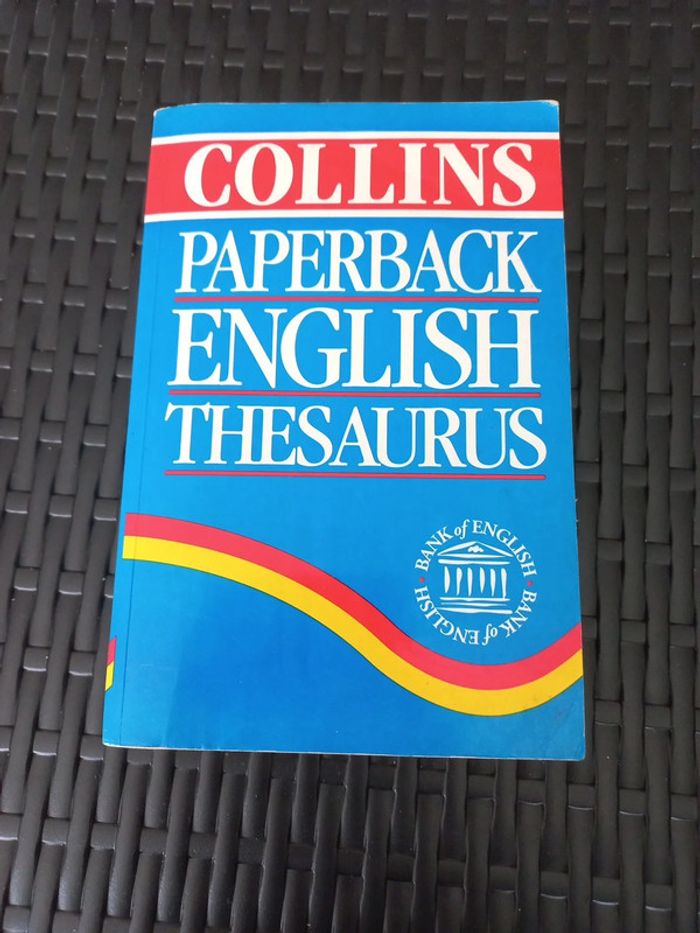 COLLINS
PAPERBACK
ENGLISH
THESAURUS
BANK of ENGLISH · BANK of ENGLISH ·